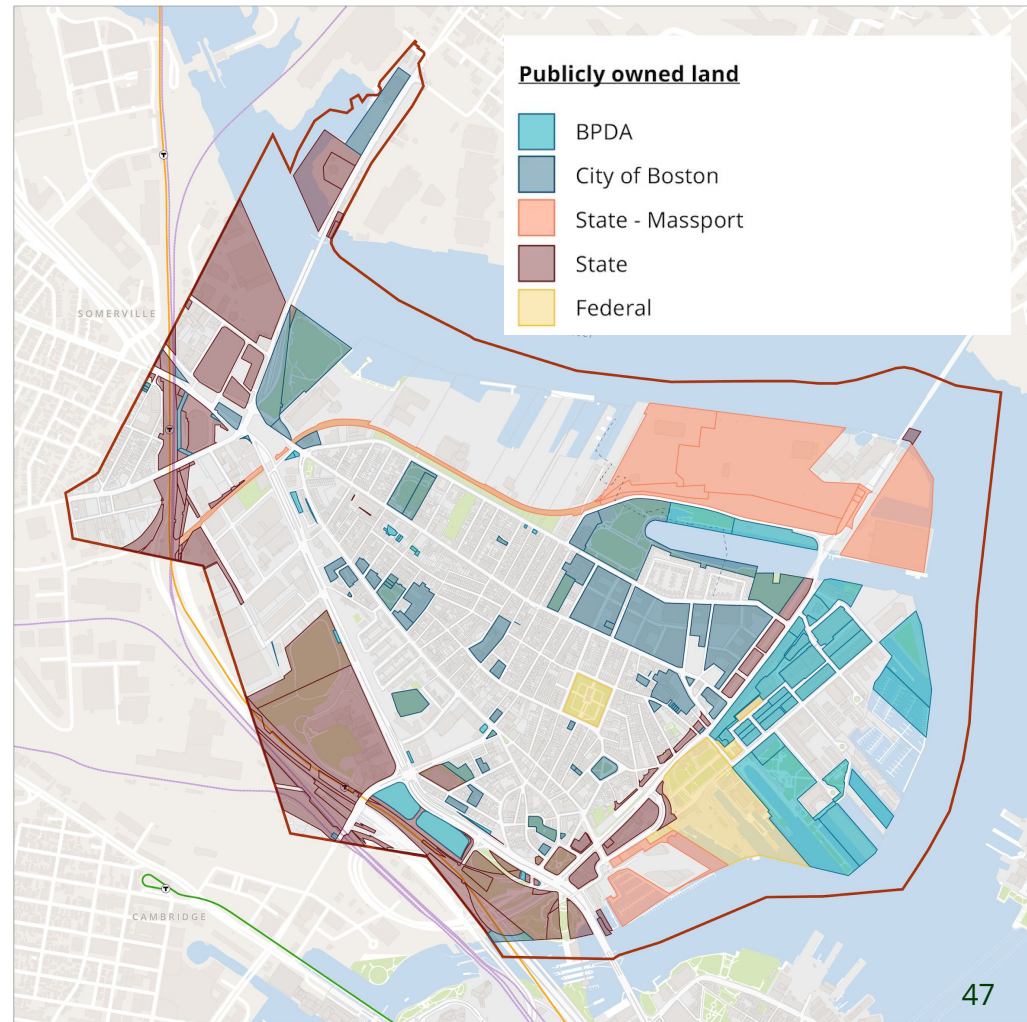 Publicly owned land
BPDA
City of Boston
State - Massport
State
Federal
SOMERVILLE
T
T
T
T
CAMBRIDGE
47